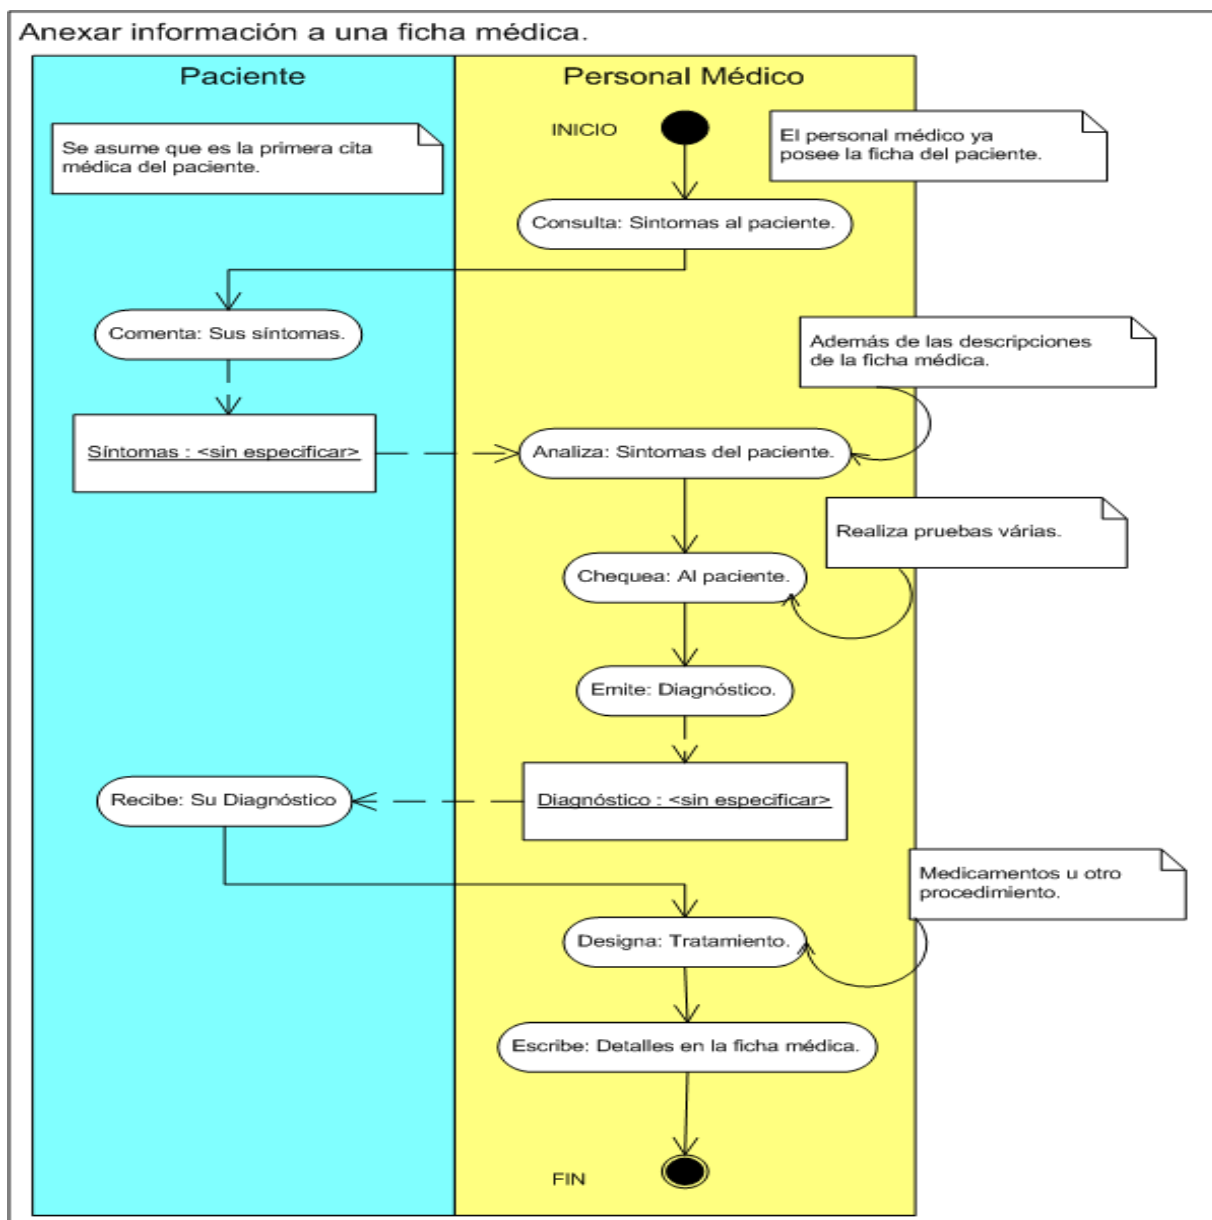 Anexar información a una ficha médica.
Paciente
Personal Médico
INICIO
Se asume que es la primera cita
médica del paciente.
El personal médico ya
posee la ficha del paciente.
Consulta: Sintomas al paciente.
Comenta: Sus síntomas.
Además de las descripciones
de la ficha médica.
Síntomas : <sin especificar>
Analiza: Sintomas del paciente.
Realiza pruebas várias.
Chequea: Al paciente.
Emite: Diagnóstico.
Recibe: Su Diagnóstico
Diagnóstico : <sin especificar>
Medicamentos u otro
procedimiento.
Designa: Tratamiento.
Escribe: Detalles en la ficha médica.
FIN